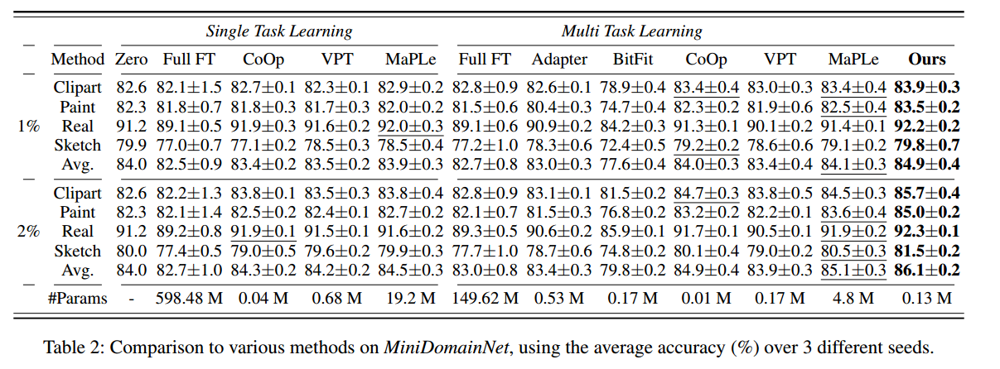 Single Task Learning Multi Task Learning
Method Zero Full FT CoOp VPT MaPLe Full FT Adapter BitFit CoOp VPT MaPLe Ours
Clipart 82.6 82.1±1.5 82.7±0.1 82.3±0.1 82.9±0.2 82.8±0.9 82.6±0.1 78.9±0.4 83.4±0.4 83.0±0.3 83.4±0.4 83.9±0.3
Paint 82.3 81.8±0.7 81.8±0.3 81.7±0.3 82.0±0.2 81.5±0.6 80.4±0.3 74.7±0.4 82.3±0.2 81.9±0.6 82.5±0.4 83.5±0.2
1% Real 91.2 89.1±0.5 91.9±0.3 91.6±0.2 92.0±0.3 89.1±0.6 90.9±0.2 84.2±0.3 91.3±0.1 90.1±0.2 91.4±0.1 92.2±0.2
Sketch 79.9 77.0±0.7 77.1±0.2 78.5±0.3 78.5±0.4 77.2±1.0 78.3±0.6 72.4±0.5 79.2±0.2 78.6±0.6 79.1±0.2 79.8±0.7
Avg. 84.0 82.5±0.9 83.4±0.2 83.5±0.2 83.9±0.3 82.7±0.8 83.0±0.3 77.6±0.4 84.0±0.3 83.4±0.4 84.1±0.3 84.9±0.4
Clipart 82.6 82.2±1.3 83.8±0.1 83.5±0.3 83.8±0.4 82.8±0.9 83.1±0.1 81.5±0.2 84.7±0.3 83.8±0.5 84.5±0.3 85.7±0.4
Paint 82.3 82.1±1.4 82.5±0.2 82.4±0.1 82.7±0.2 82.1±0.7 81.5±0.3 76.8±0.2 83.2±0.2 82.2±0.1 83.6±0.4 85.0±0.2
2% Real 91.2 89.2±0.8 91.9±0.1 91.5±0.1 91.6±0.2 89.3±0.5 90.6±0.2 85.9±0.1 91.7±0.1 90.5±0.1 91.9±0.2 92.3±0.1
Sketch 80.0 77.4±0.5 79.0±0.5 79.6±0.2 79.9±0.3 77.7±1.0 78.7±0.6 74.8±0.2 80.1±0.4 79.0±0.2 80.5±0.3 81.5±0.2
Avg. 84.0 82.7±1.0 84.3±0.2 84.2±0.2 84.5±0.3 83.0±0.8 83.4±0.3 79.8±0.2 84.9±0.4 83.9±0.3 85.1±0.3 86.1±0.2
#Params - 598.48 M 0.04 M 0.68 M 19.2 M 149.62 M 0.53 M 0.17 M 0.01 M 0.17 M 4.8 M 0.13 M
Table 2: Comparison to various methods on MiniDomainNet, using the average accuracy (%) over 3 different seeds.